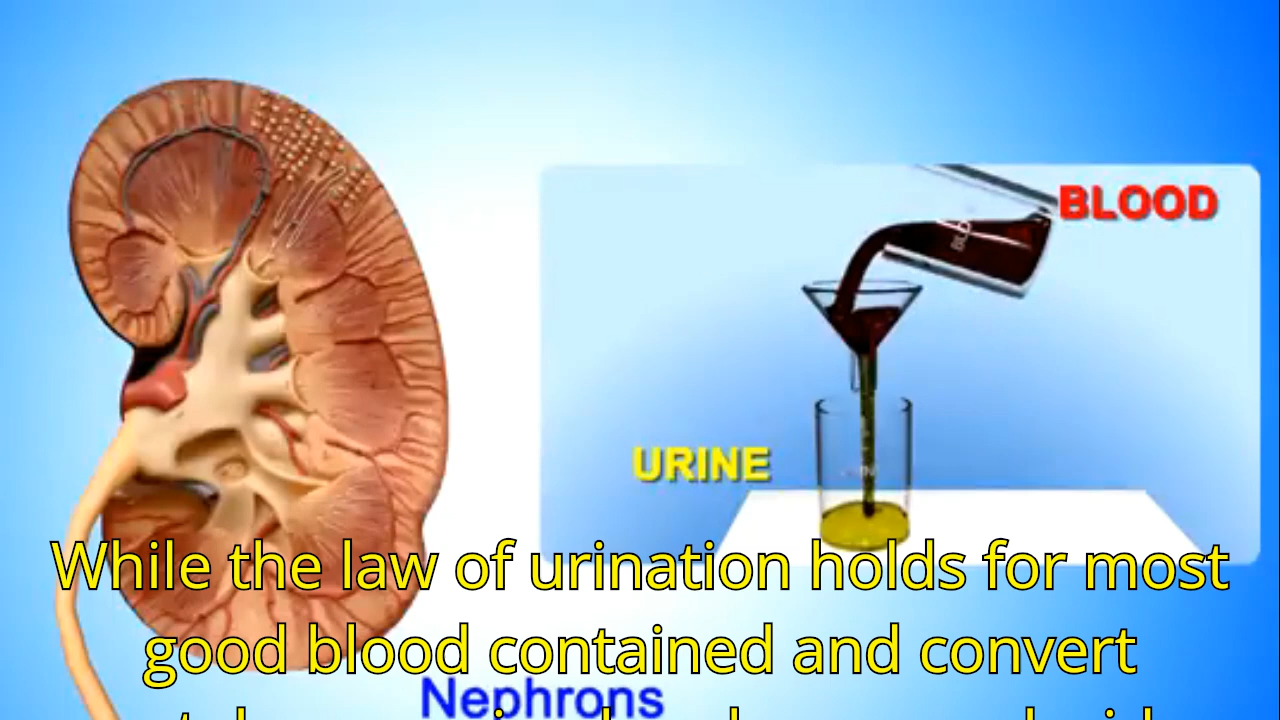 BLOOD
URINE
While the law of urination holds for most
good blood contained and convert
Nephrons